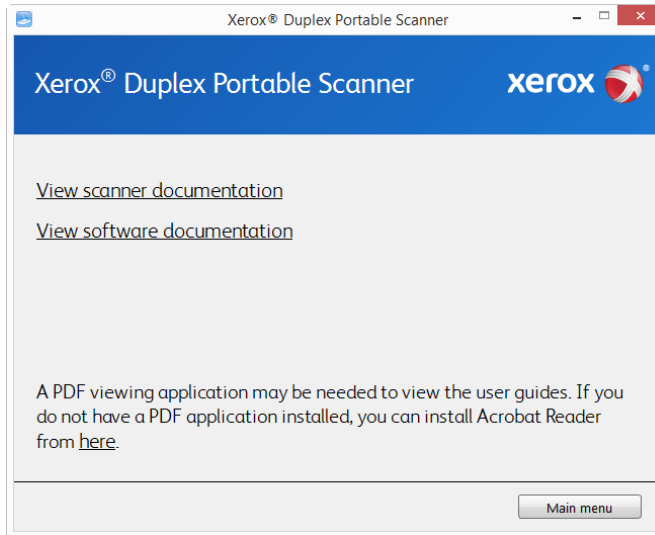 Xerox® Duplex Portable Scanner
Xerox® Duplex Portable Scanner
xerox ®
View scanner documentation
View software documentation
A PDF viewing application may be needed to view the user guides. If you
do not have a PDF application installed, you can install Acrobat Reader
from here.
Main menu